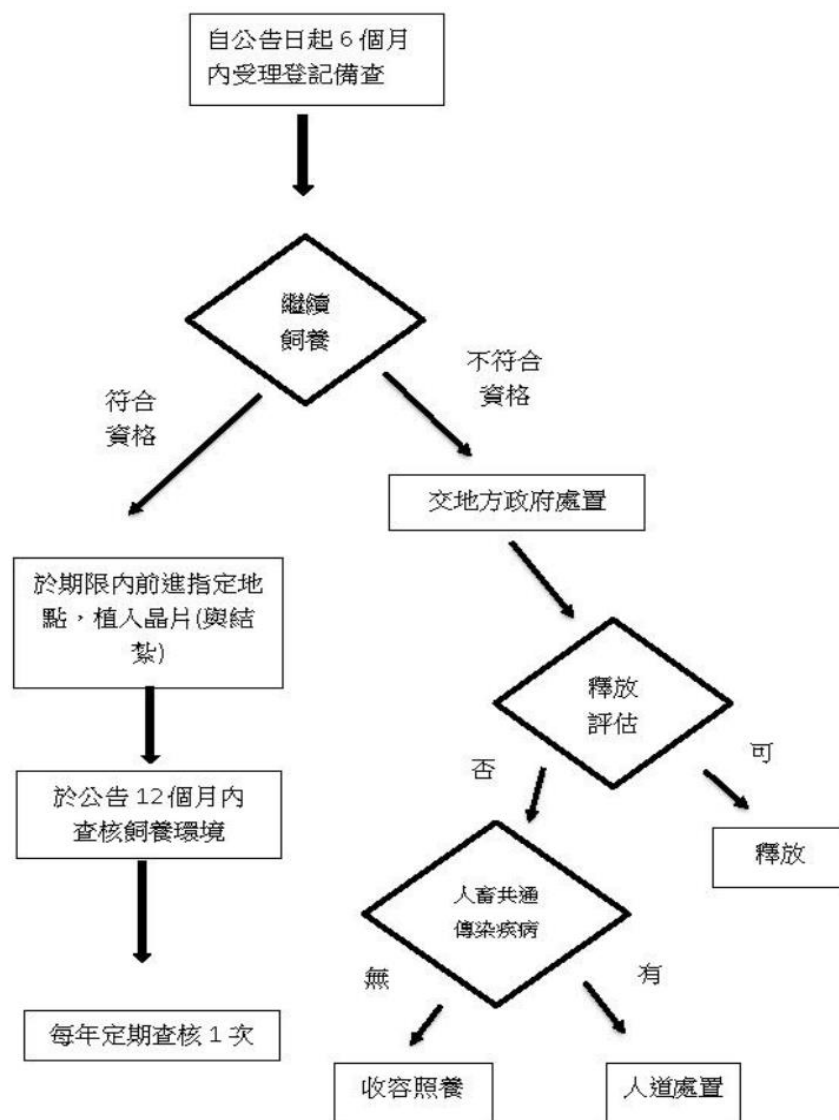 自公告日起 6 個月
內受理登記備查
繼續
飼養
符合
資格
不符合
資格
交地方政府處置
於期限內前進指定地
點，植入晶片(與結
紮)
釋放
評估
否
可
於公告 12 個月內
查核飼養環境
釋放
人畜共通
傳染疾病
無
有
每年定期查核 1 次
收容照養
人道處置